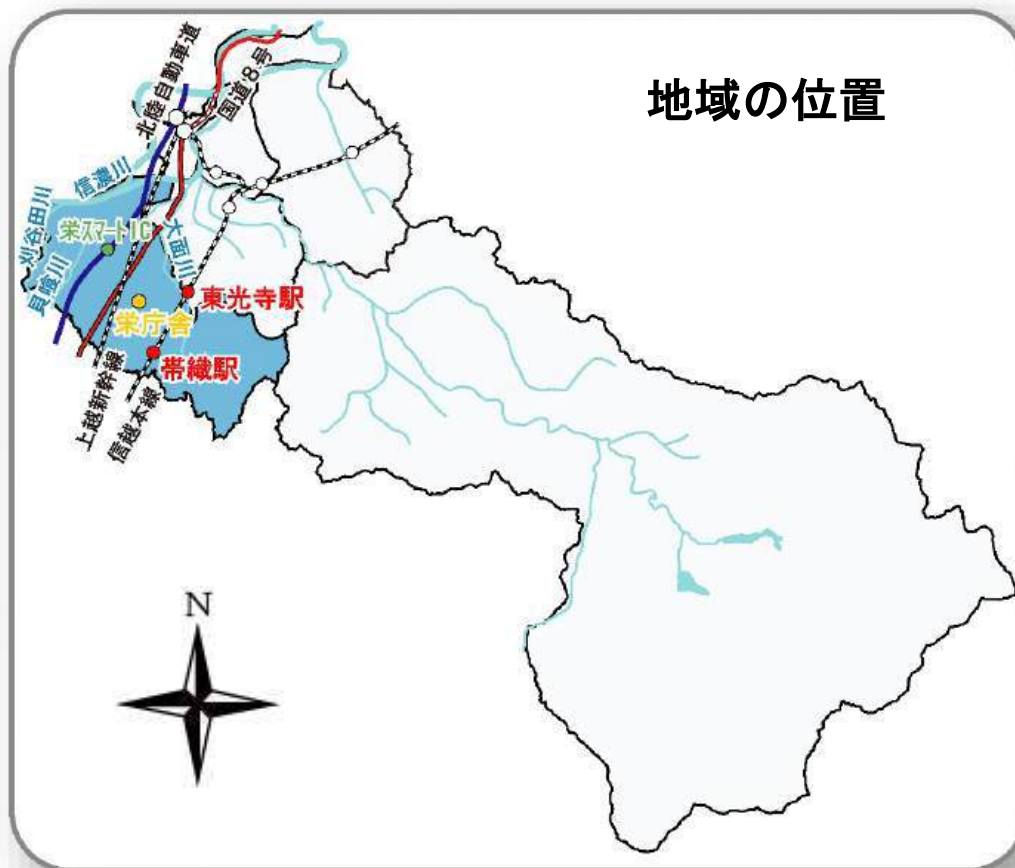 地域の位置
北陸自動車道
国道8号
信濃川
刈谷田川
栄スマートIC
大面川
貝喰川
東光寺駅
栄庁舎
帯織駅
上越新幹線
信越本線
N